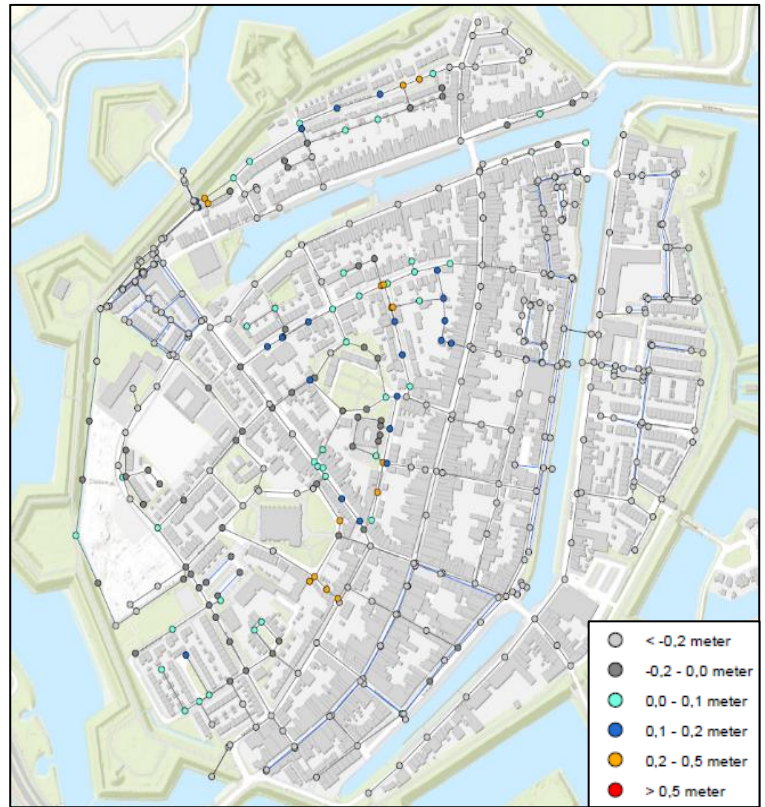 < -0,2 meter
-0,2 - 0,0 meter
0,0 - 0,1 meter
0,1 - 0,2 meter
0,2 - 0,5 meter
> 0,5 meter